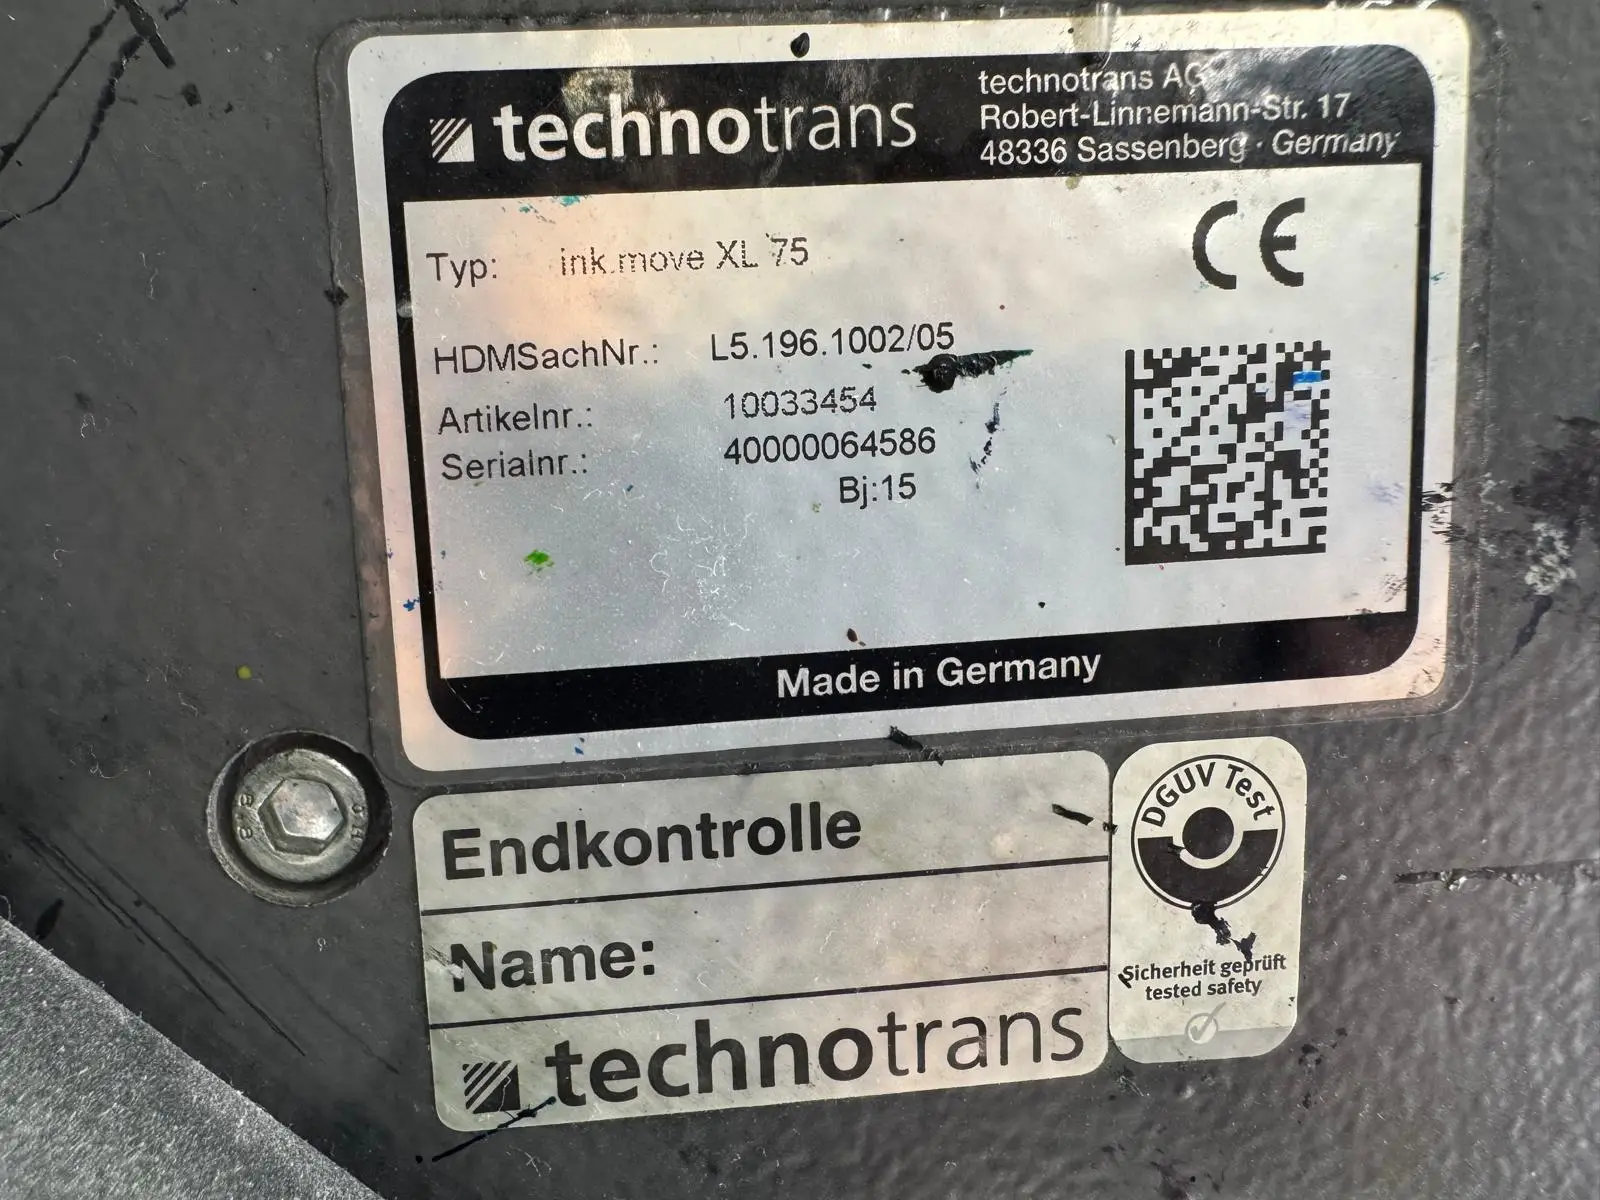 technotrans
technotrans AG
Robert-Linnemann-Str. 17
48336 Sassenberg · Germany
Typ: ink.move XL 75
HDMSachNr.: L5.196.1002/05
Artikelnr.: 10033454
Serialnr.: 40000064586
Bj:15
Made in Germany
Endkontrolle
Name:
technotrans
DGUV Test
Sicherheit geprüft
tested safety
8.8